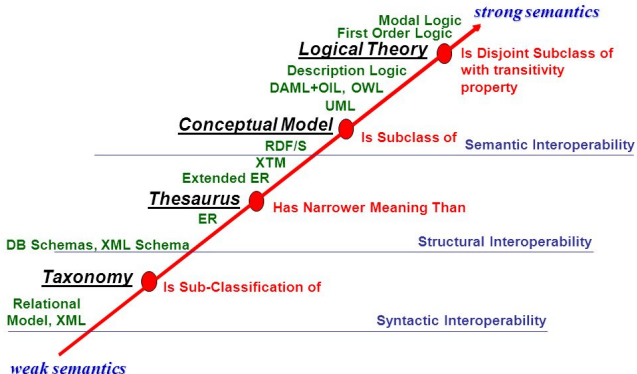 strong semantics
Modal Logic
First Order Logic
Logical Theory
Is Disjoint Subclass of
with transitivity
property
Description Logic
DAML+OIL, OWL
UML
Conceptual Model
Is Subclass of
Semantic Interoperability
RDF/S
XTM
Extended ER
Thesaurus
Has Narrower Meaning Than
ER
DB Schemas, XML Schema
Structural Interoperability
Taxonomy
Is Sub-Classification of
Relational
Model, XML
Syntactic Interoperability
weak semantics